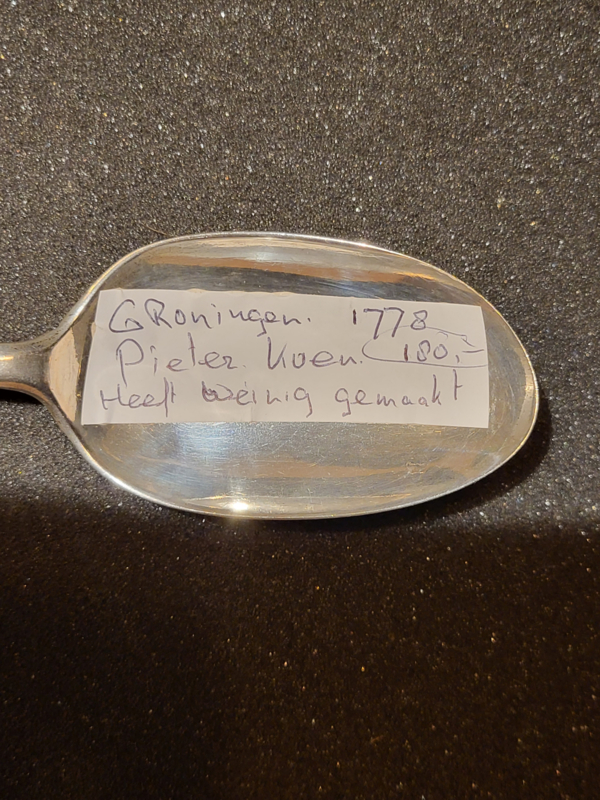 GRoningen. 1778
Pieter. Koen. 180,-
Heeft weinig gemaakt